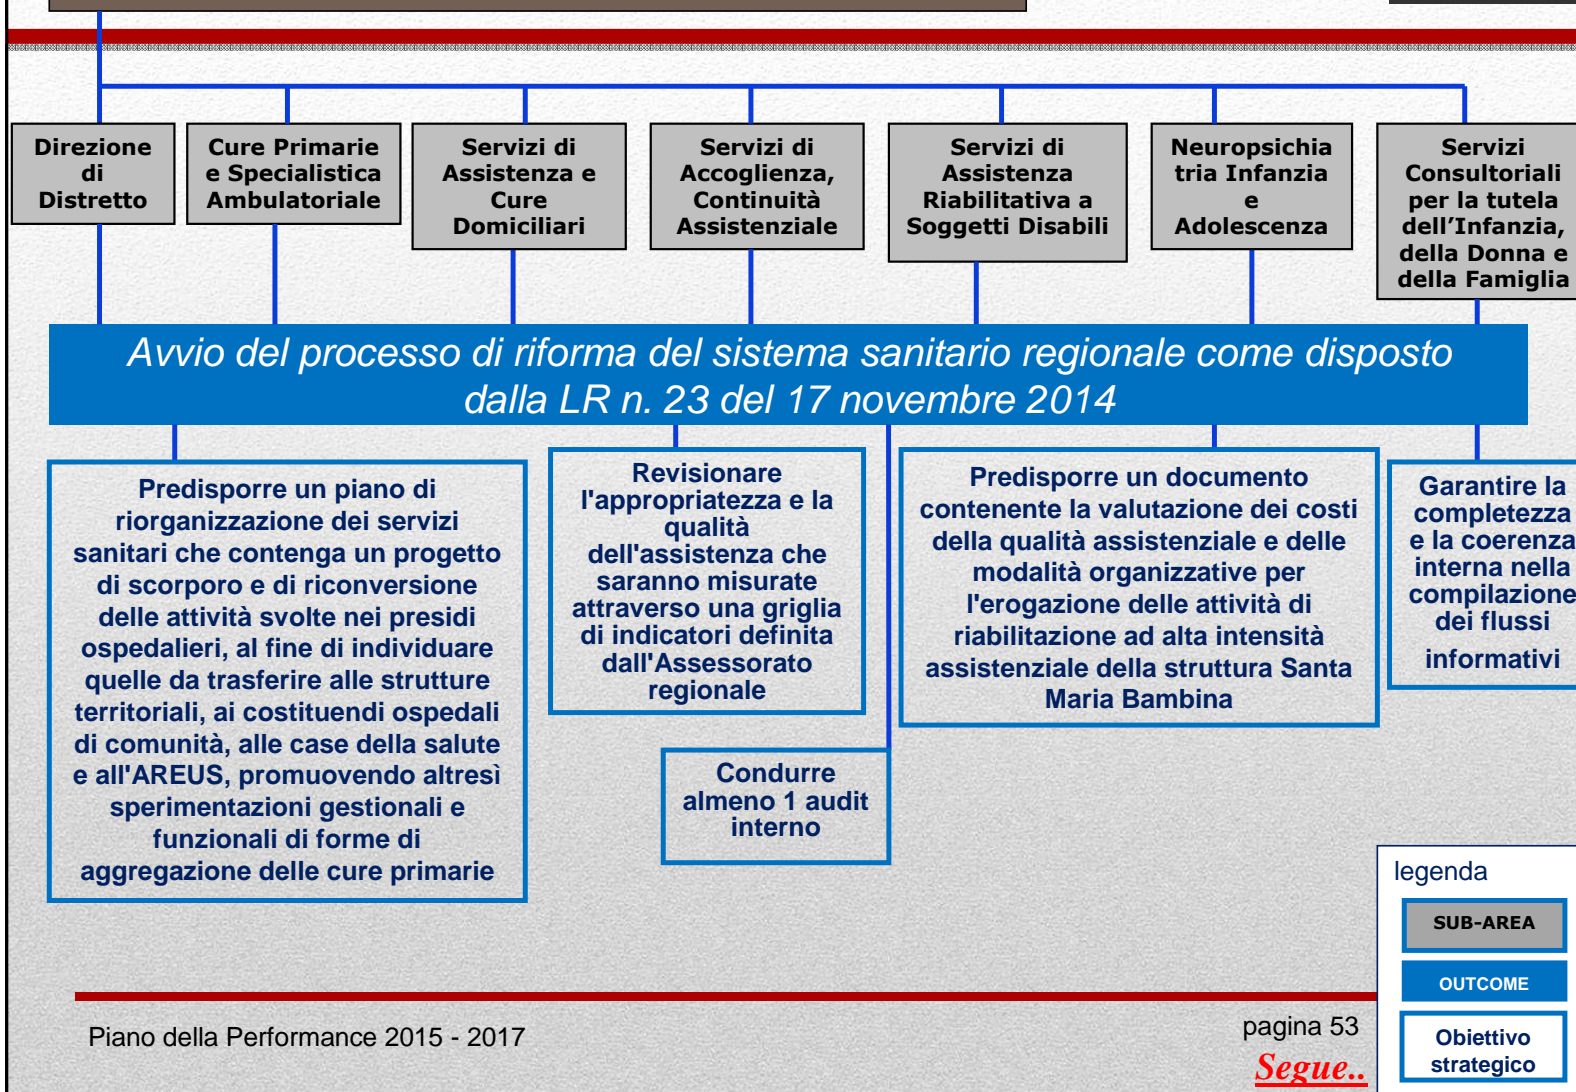 Direzione
di
Distretto
Cure Primarie
e Specialistica
Ambulatoriale
Servizi di
Assistenza e
Cure
Domiciliari
Servizi di
Accoglienza,
Continuità
Assistenziale
Servizi di
Assistenza
Riabilitativa a
Soggetti Disabili
Neuropsichia
tria Infanzia
e
Adolescenza
Servizi
Consultoriali
per la tutela
dell’Infanzia,
della Donna e
della Famiglia
Avvio del processo di riforma del sistema sanitario regionale come disposto
dalla LR n. 23 del 17 novembre 2014
Predisporre un piano di
riorganizzazione dei servizi
sanitari che contenga un progetto
di scorporo e di riconversione
delle attività svolte nei presidi
ospedalieri, al fine di individuare
quelle da trasferire alle strutture
territoriali, ai costituendi ospedali
di comunità, alle case della salute
e all'AREUS, promuovendo altresì
sperimentazioni gestionali e
funzionali di forme di
aggregazione delle cure primarie
Revisionare
l'appropriatezza e la
qualità
dell'assistenza che
saranno misurate
attraverso una griglia
di indicatori definita
dall'Assessorato
regionale
Condurre
almeno 1 audit
interno
Predisporre un documento
contenente la valutazione dei costi
della qualità assistenziale e delle
modalità organizzative per
l'erogazione delle attività di
riabilitazione ad alta intensità
assistenziale della struttura Santa
Maria Bambina
Garantire la
completezza
e la coerenza
interna nella
compilazione
dei flussi
informativi
legenda
SUB-AREA
OUTCOME
Obiettivo
strategico
Piano della Performance 2015 - 2017
pagina 53
Segue..